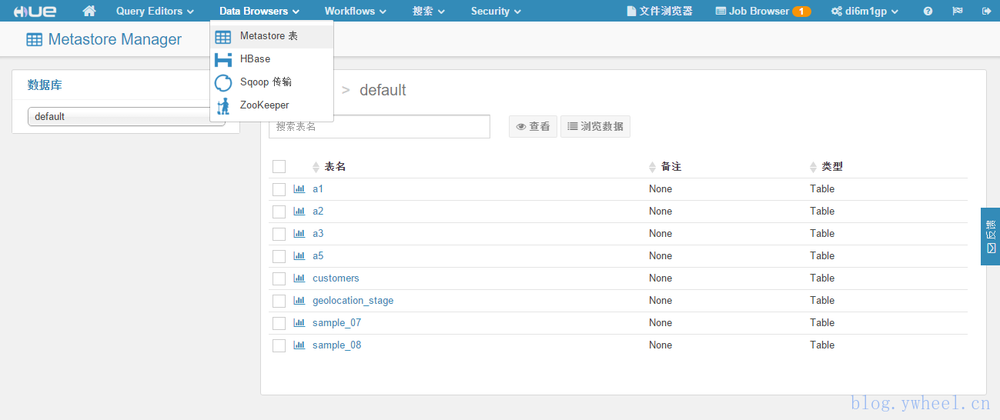 HUE Query Editors Data Browsers Workflows 搜索 Security 文件浏览器 Job Browser 1 di6m1gp
Metastore Manager
Metastore 表
HBase
Sqoop 传输
ZooKeeper
数据库
default
> default
搜索表名 查看 浏览数据
表名 备注 类型
a1 None Table
a2 None Table
a3 None Table
a5 None Table
customers None Table
geolocation_stage None Table
sample_07 None Table
sample_08 None Table
反馈
blog.ywheel.cn